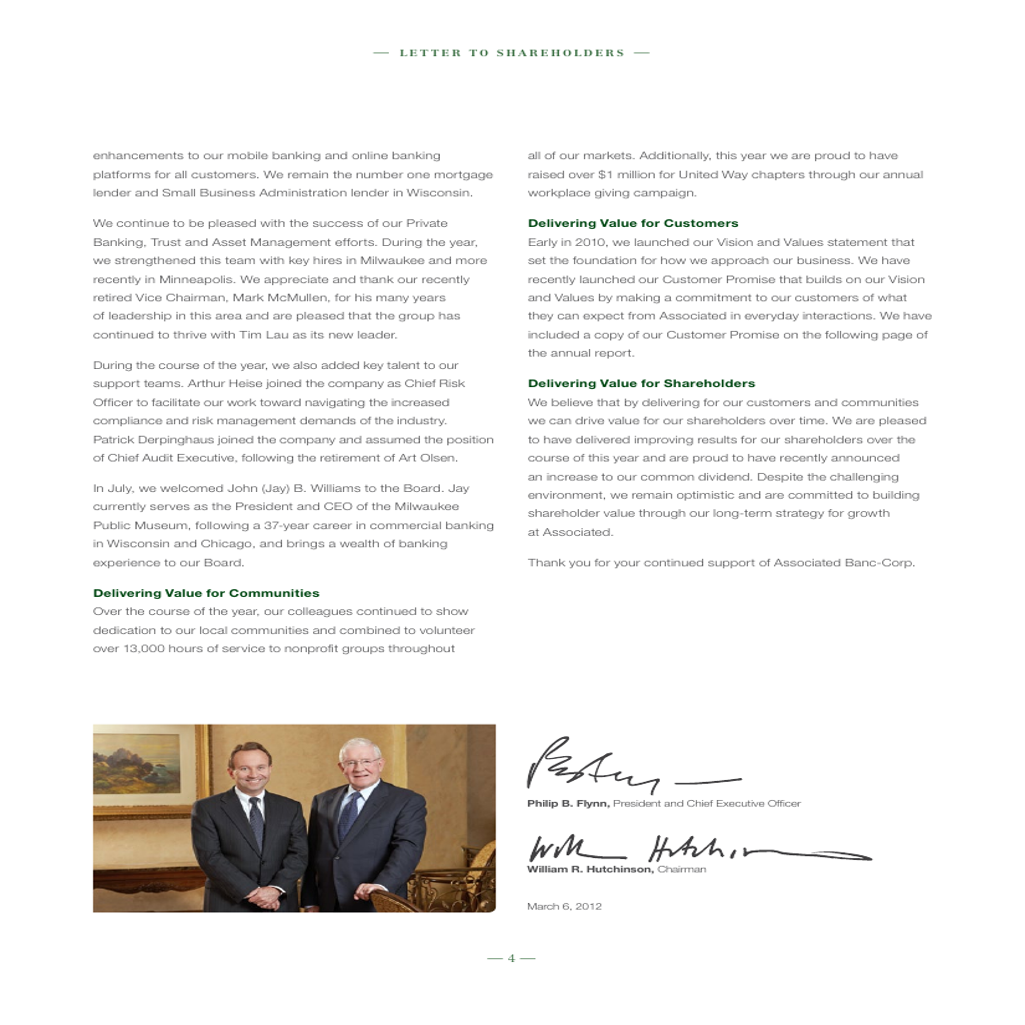 — LETTER TO SHAREHOLDERS —
enhancements to our mobile banking and online banking
platforms for all customers. We remain the number one mortgage
lender and Small Business Administration lender in Wisconsin.
We continue to be pleased with the success of our Private
Banking, Trust and Asset Management efforts. During the year,
we strengthened this team with key hires in Milwaukee and more
recently in Minneapolis. We appreciate and thank our recently
retired Vice Chairman, Mark McMullen, for his many years
of leadership in this area and are pleased that the group has
continued to thrive with Tim Lau as its new leader.
During the course of the year, we also added key talent to our
support teams. Arthur Heise joined the company as Chief Risk
Officer to facilitate our work toward navigating the increased
compliance and risk management demands of the industry.
Patrick Derpinghaus joined the company and assumed the position
of Chief Audit Executive, following the retirement of Art Olsen.
In July, we welcomed John (Jay) B. Williams to the Board. Jay
currently serves as the President and CEO of the Milwaukee
Public Museum, following a 37-year career in commercial banking
in Wisconsin and Chicago, and brings a wealth of banking
experience to our Board.
Delivering Value for Communities
Over the course of the year, our colleagues continued to show
dedication to our local communities and combined to volunteer
over 13,000 hours of service to nonprofit groups throughout
all of our markets. Additionally, this year we are proud to have
raised over $1 million for United Way chapters through our annual
workplace giving campaign.
Delivering Value for Customers
Early in 2010, we launched our Vision and Values statement that
set the foundation for how we approach our business. We have
recently launched our Customer Promise that builds on our Vision
and Values by making a commitment to our customers of what
they can expect from Associated in everyday interactions. We have
included a copy of our Customer Promise on the following page of
the annual report.
Delivering Value for Shareholders
We believe that by delivering for our customers and communities
we can drive value for our shareholders over time. We are pleased
to have delivered improving results for our shareholders over the
course of this year and are proud to have recently announced
an increase to our common dividend. Despite the challenging
environment, we remain optimistic and are committed to building
shareholder value through our long-term strategy for growth
at Associated.
Thank you for your continued support of Associated Banc-Corp.
Philip B. Flynn, President and Chief Executive Officer
William R. Hutchinson, Chairman
March 6, 2012
— 4 —